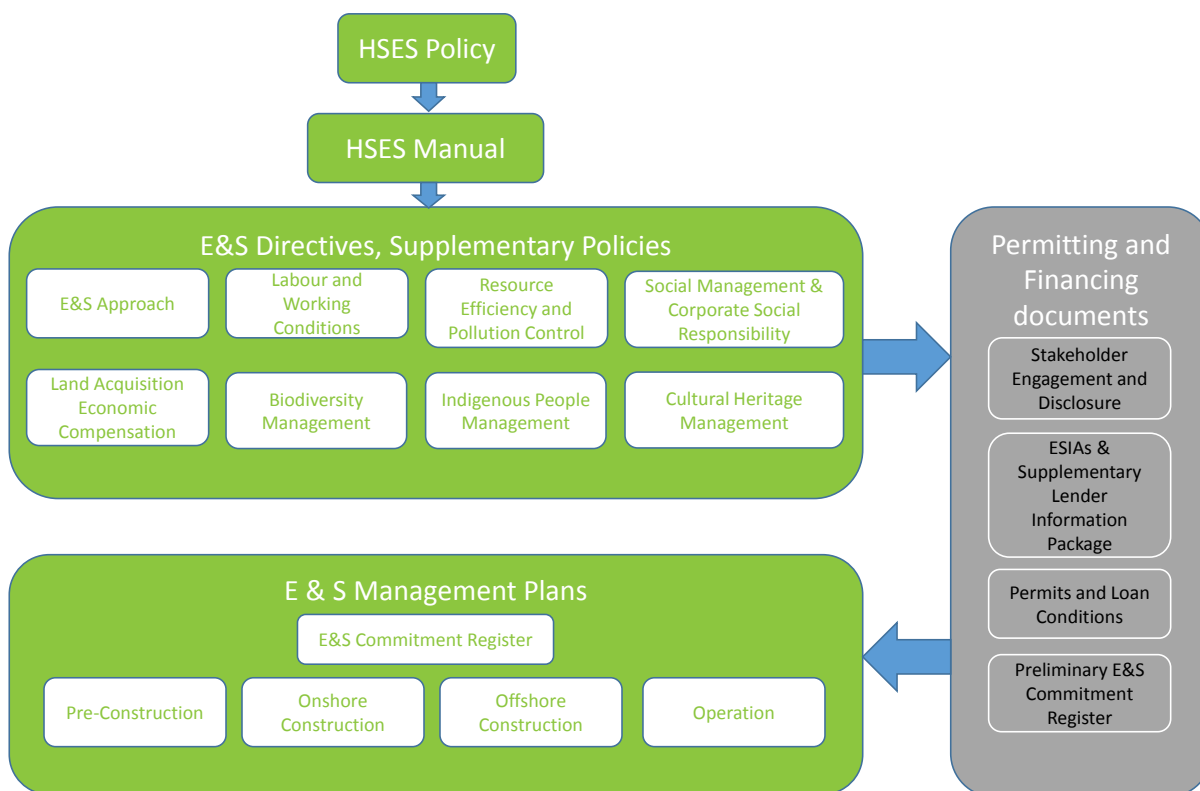 HSES Policy
HSES Manual
E&S Directives, Supplementary Policies
E&S Approach
Labour and
Working
Conditions
Resource
Efficiency and
Pollution Control
Social Management &
Corporate Social
Responsibility
Land Acquisition
Economic
Compensation
Biodiversity
Management
Indigenous People
Management
Cultural Heritage
Management
Permitting and
Financing
documents
Stakeholder
Engagement and
Disclosure
ESIAs &
Supplementary
Lender
Information
Package
Permits and Loan
Conditions
Preliminary E&S
Commitment
Register
E & S Management Plans
E&S Commitment Register
Pre-Construction
Onshore
Construction
Offshore
Construction
Operation